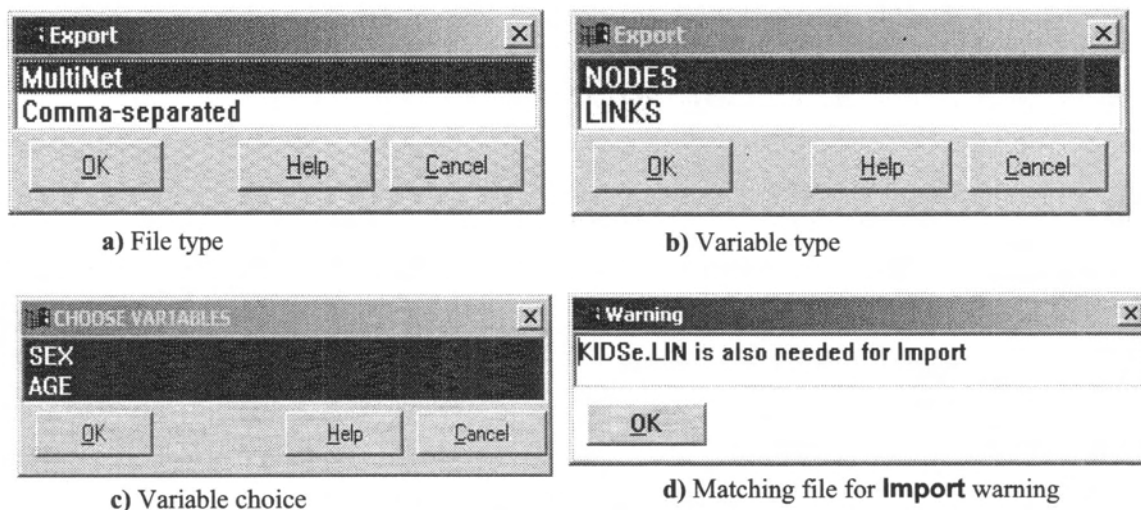 Export
MultiNet
Comma-separated
OK Help Cancel
a) File type
Export
NODES
LINKS
OK Help Cancel
b) Variable type
CHOOSE VARIABLES
SEX
AGE
OK Help Cancel
c) Variable choice
Warning
KIDSe.LIN is also needed for Import
OK
d) Matching file for Import warning